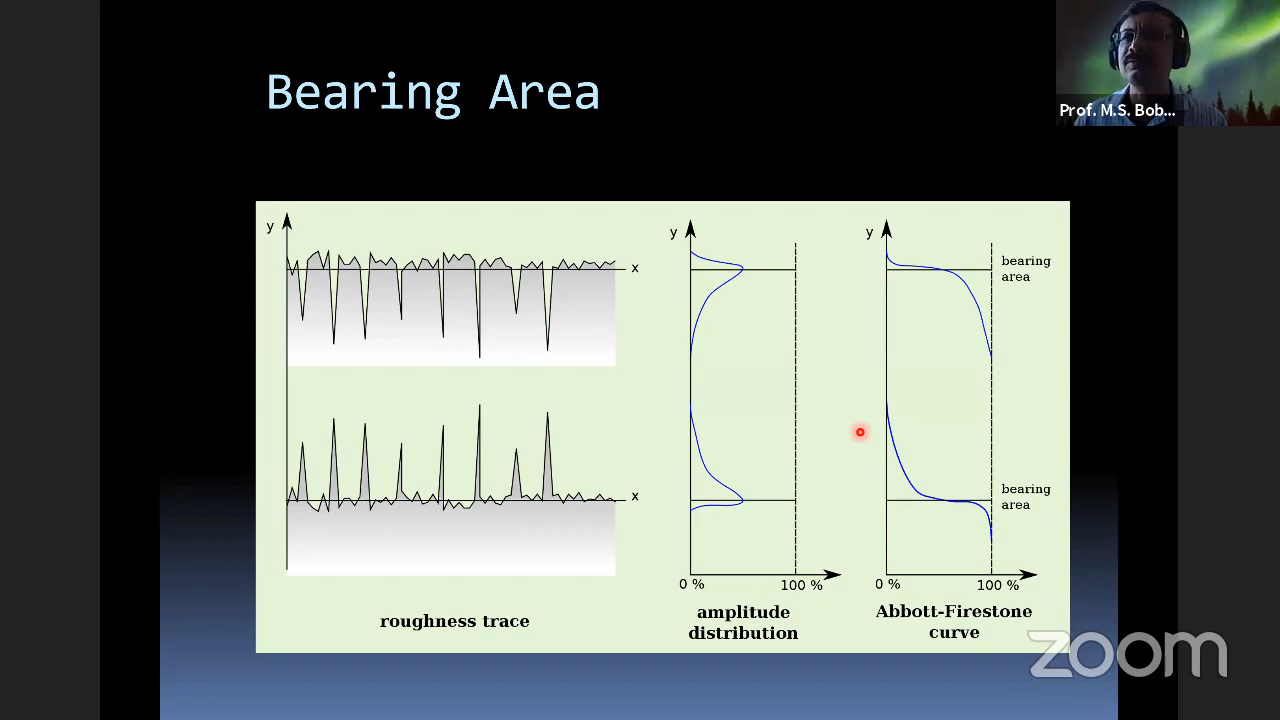 Bearing Area
Prof. M.S. Bob...
y
x
x
roughness trace
y
0 %
100 %
amplitude
distribution
y
bearing
area
bearing
area
0 %
100 %
Abbott-Firestone
curve
zoom